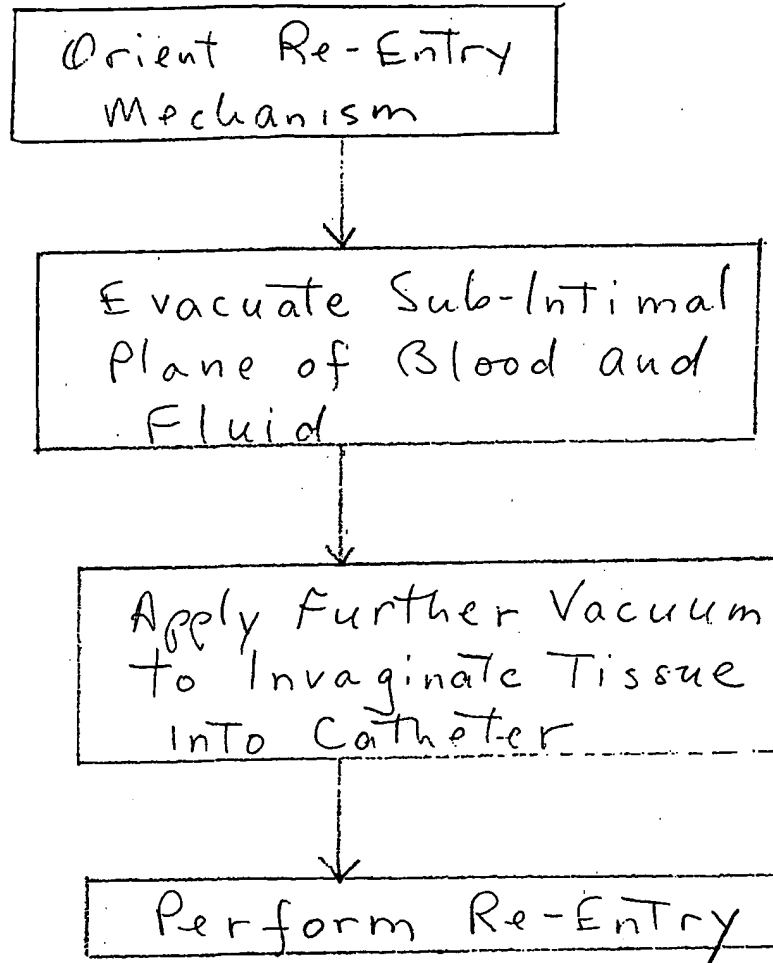 Orient Re-Entry
Mechanism
Evacuate Sub-Intimal
Plane of Blood and
Fluid
Apply Further Vacuum
to Invaginate Tissue
into Catheter
Perform Re-Entry